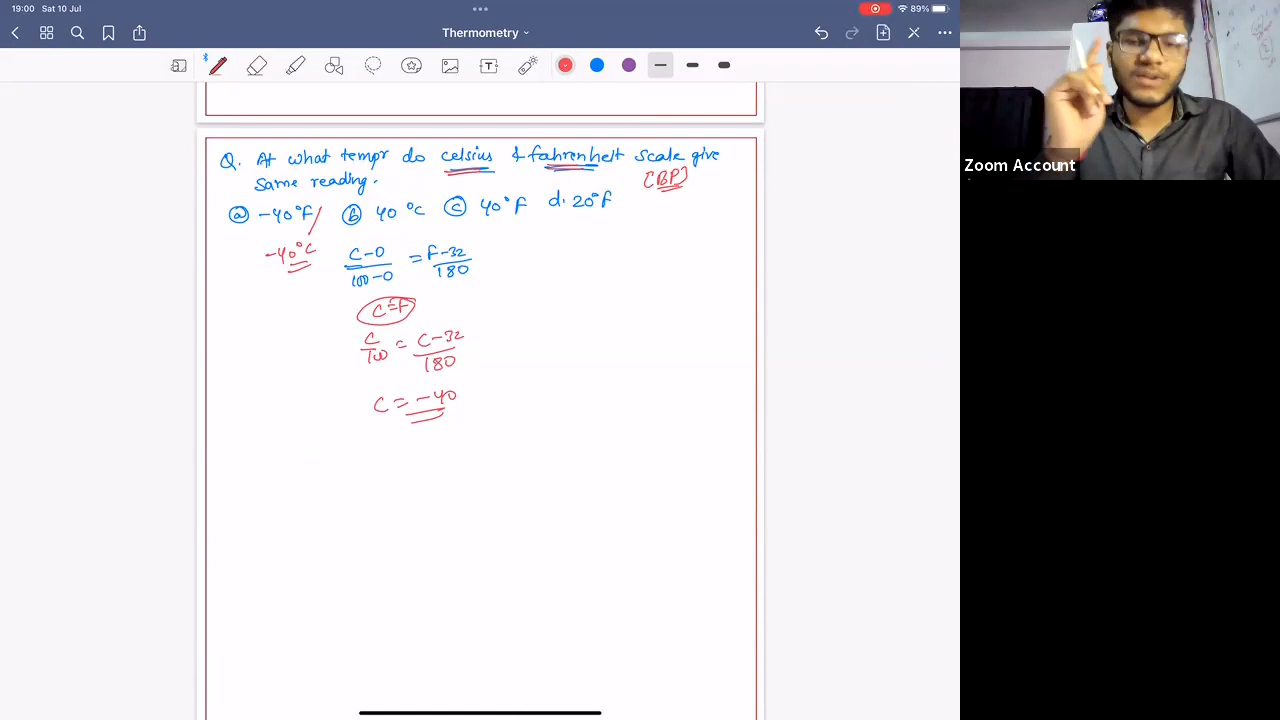 19:00 Sat 10 Jul
89%
Thermometry
Zoom Account
Q. At what tempr do celsius & fahrenheit scale give
same reading.
[BP]
ⓐ -40°F ⓑ 40 °C ⓒ 40°F d. 20°F
-40°C
C-0/100-0 = F-32/180
C=F
C/100 = C-32/180
C = -40